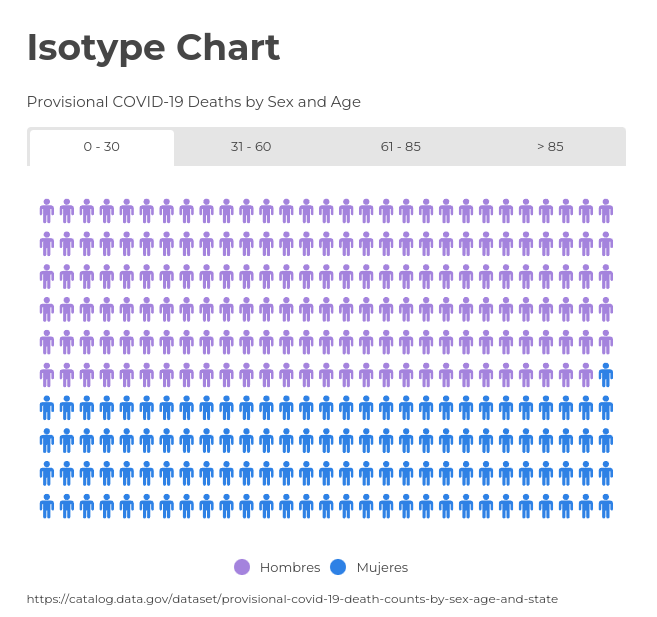 Isotype Chart
Provisional COVID-19 Deaths by Sex and Age
0 - 30 31 - 60 61 - 85 > 85
Hombres Mujeres
https://catalog.data.gov/dataset/provisional-covid-19-death-counts-by-sex-age-and-state